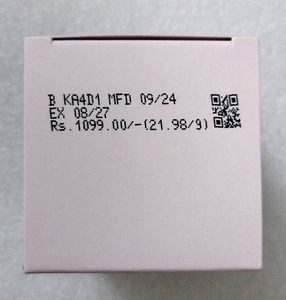 B KA4D1 MFD 09/24
EX 08/27
Rs.1099.00/-(21.98/g)